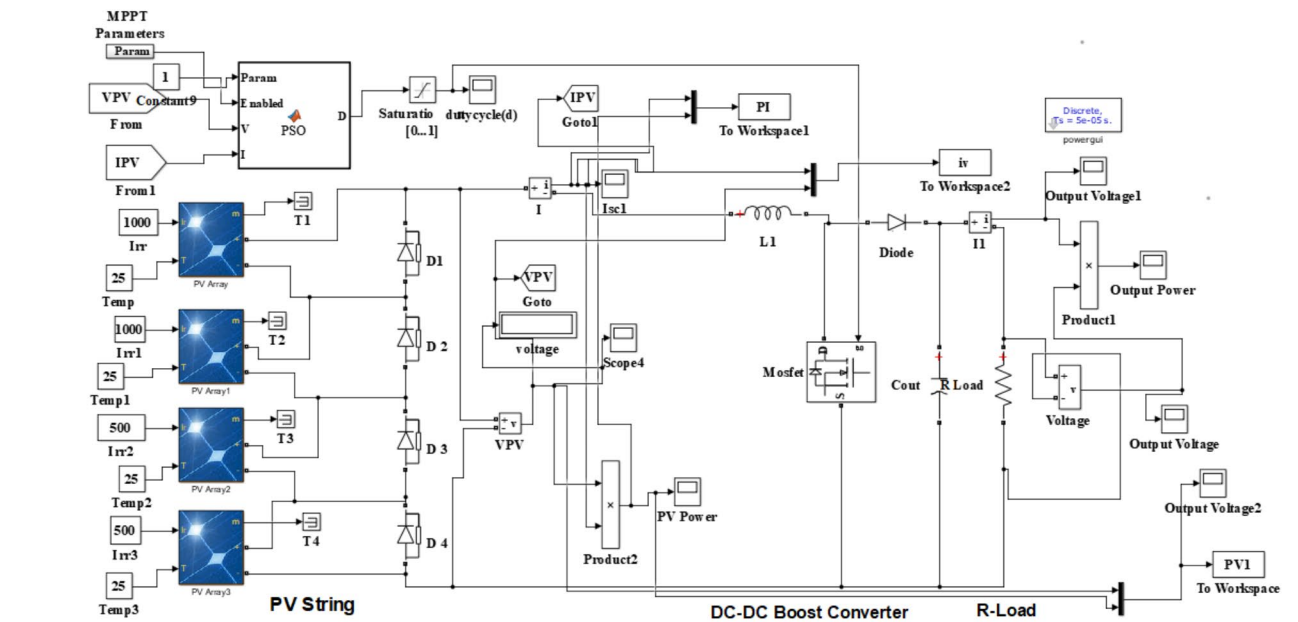 MPPT
Parameters
Param
1
Constant9
VPV
From
IPV
From1
Param
Enabled
V
I
PSO
D
Saturatio
[0...1]
dutycycle(d)
IPV
Goto1
PI
To Workspace1
iv
To Workspace2
Discrete,
Ts = 5e-05 s.
powergui
Output Voltage1
1000
Irr
25
Temp
m
T
PV Array
T1
1000
Irr1
25
Temp1
m
T
PV Array1
T2
500
Irr2
25
Temp2
m
T
PV Array2
T3
500
Irr3
25
Temp3
m
T
PV Array3
T4
D1
D 2
D 3
D 4
+
-
i
I
Isc1
VPV
Goto
voltage
Scope4
+
-
v
VPV
×
Product2
PV Power
L1
Diode
D
S
Mosfet
Cout
R Load
+
-
i
I1
×
Product1
Output Power
+
-
v
Voltage
Output Voltage
Output Voltage2
PV1
To Workspace
PV String
DC-DC Boost Converter
R-Load